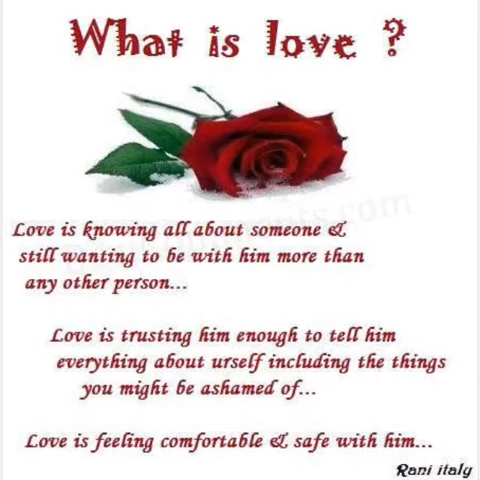 What is love ?
Love is knowing all about someone &
still wanting to be with him more than
any other person...
Love is trusting him enough to tell him
everything about urself including the things
you might be ashamed of...
Love is feeling comfortable & safe with him...
Rani italy